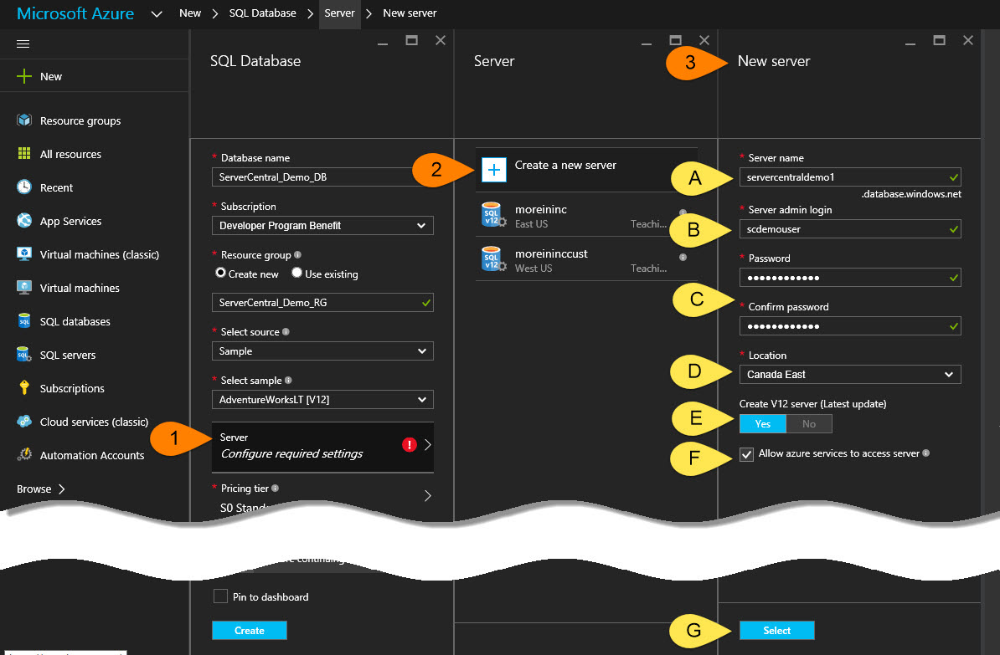 Microsoft Azure
New
SQL Database
Server
New server
New
Resource groups
All resources
Recent
App Services
Virtual machines (classic)
Virtual machines
SQL databases
SQL servers
Subscriptions
Cloud services (classic)
Automation Accounts
Browse
SQL Database
* Database name
ServerCentral_Demo_DB
* Subscription
Developer Program Benefit
* Resource group
Create new
Use existing
ServerCentral_Demo_RG
* Select source
Sample
* Select sample
AdventureWorksLT [V12]
1
Server
Configure required settings
!
* Pricing tier
S0
continuing
Pin to dashboard
Create
Server
2
Create a new server
SQL
v12
moreininc
East US
Teachi...
SQL
v12
moreininccust
West US
Teachi...
3
New server
* Server name
A
servercentraldemo1
.database.windows.net
* Server admin login
B
scdemouser
* Password
••••••••••••
C
* Confirm password
••••••••••••
* Location
D
Canada East
Create V12 server (Latest update)
E
Yes
No
F
Allow azure services to access server
G
Select